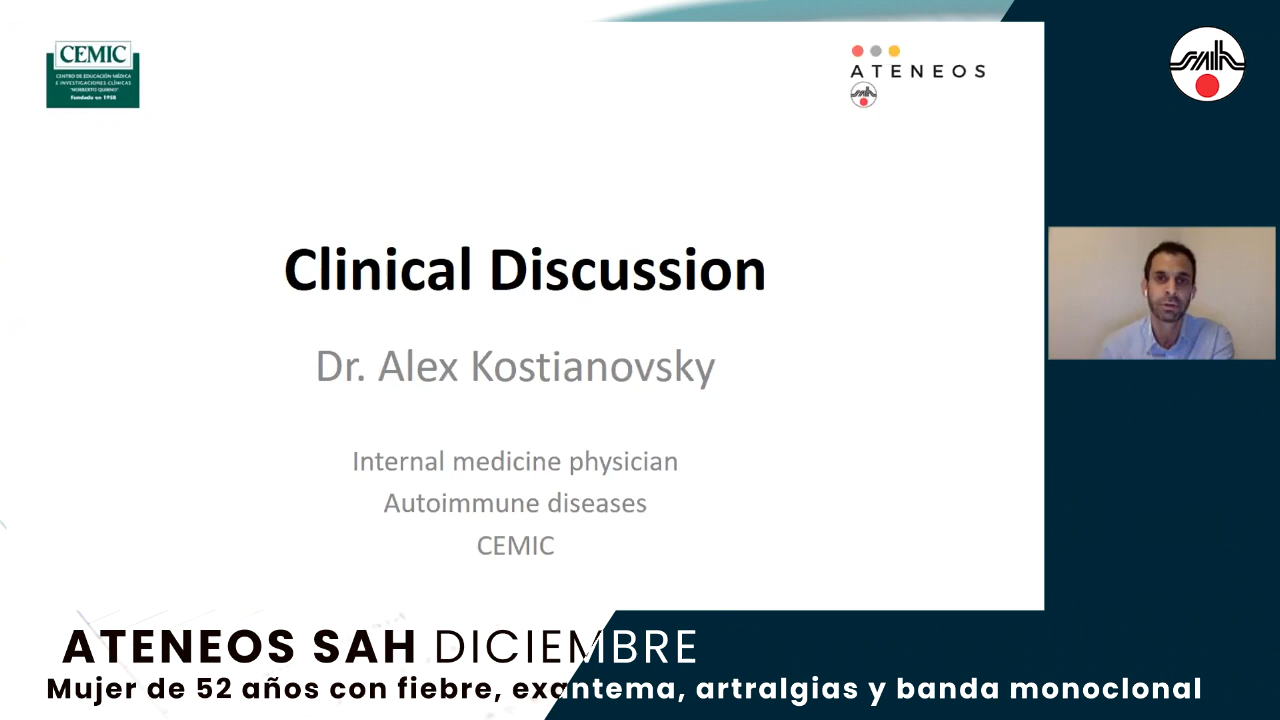 CEMIC
CENTRO DE EDUCACIÓN MÉDICA
E INVESTIGACIONES CLÍNICAS
"NORBERTO QUIRNO"
Fundado en 1958
ATENEOS
Clinical Discussion
Dr. Alex Kostianovsky
Internal medicine physician
Autoimmune diseases
CEMIC
ATENEOS SAH DICIEMBRE
Mujer de 52 años con fiebre, exantema, artralgias y banda monoclonal